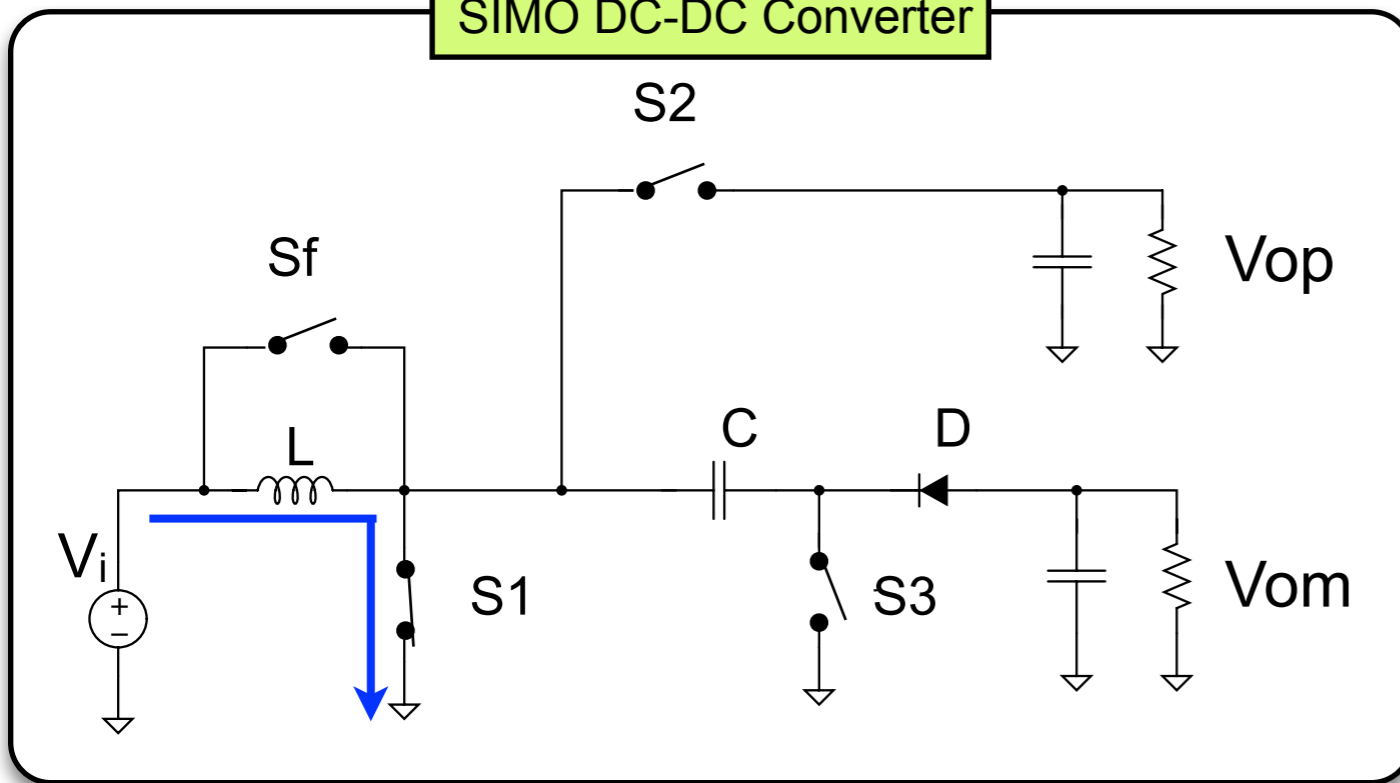 SIMO DC-DC Converter
S2
Sf
Vop
L
C
D
Vi
+
−
S1
S3
Vom